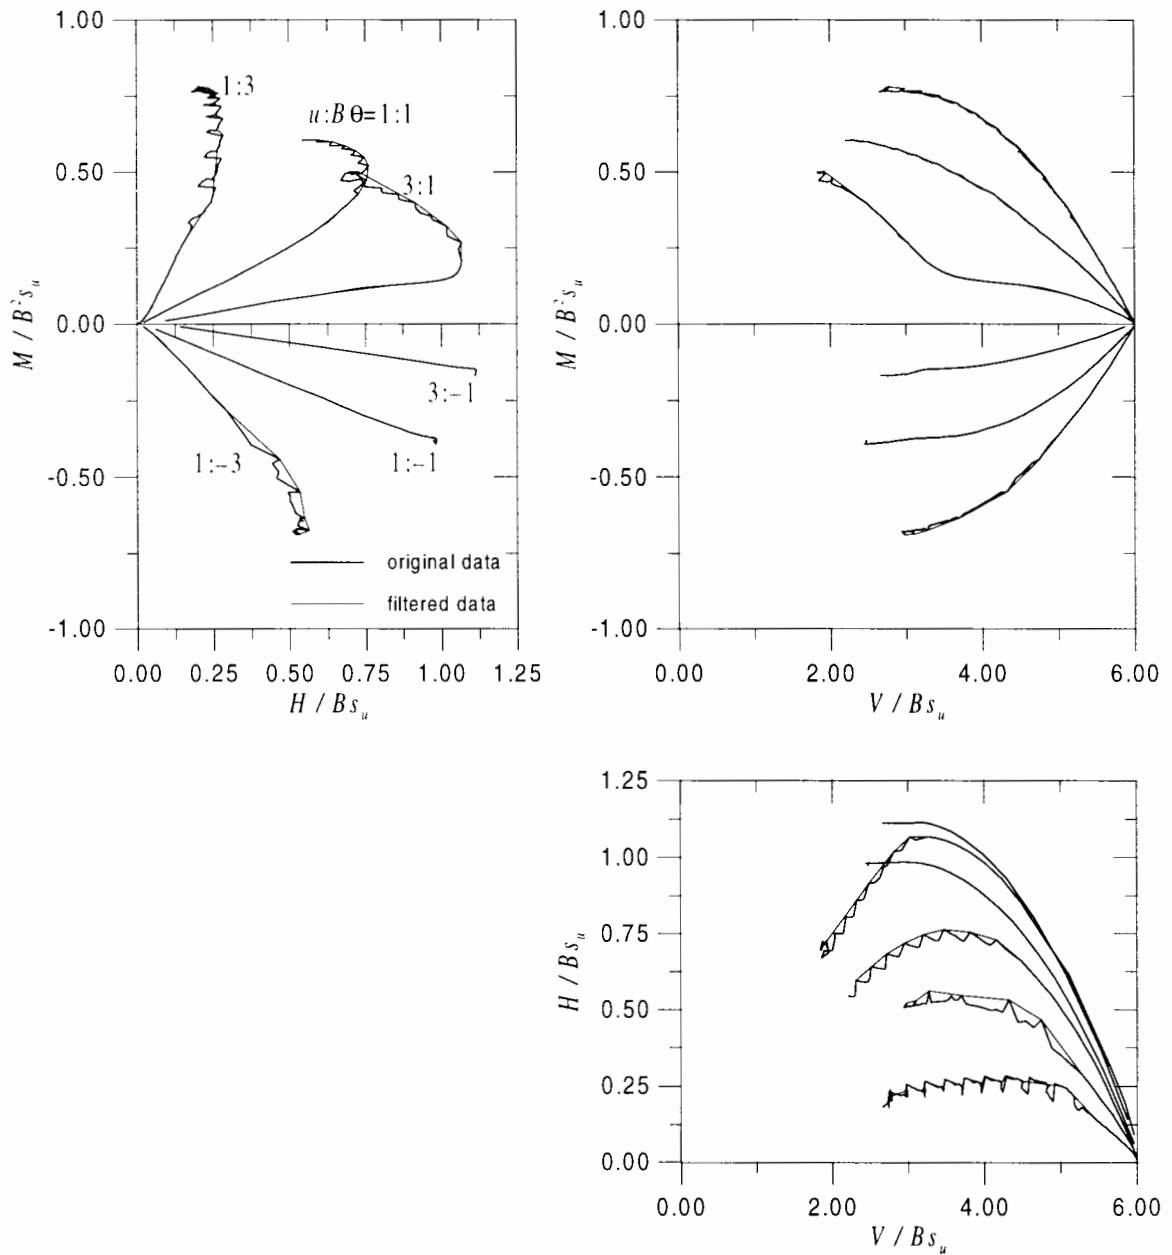 1.00
0.50
0.00
-0.50
-1.00
M / B²s_u
1:3
u:Bθ=1:1
3:1
3:-1
1:-1
1:-3
original data
filtered data
0.00 0.25 0.50 0.75 1.00 1.25
H / Bs_u
1.00
0.50
0.00
-0.50
-1.00
M / B²s_u
0.00 2.00 4.00 6.00
V / Bs_u
1.25
1.00
0.75
0.50
0.25
0.00
H / Bs_u
0.00 2.00 4.00 6.00
V / Bs_u